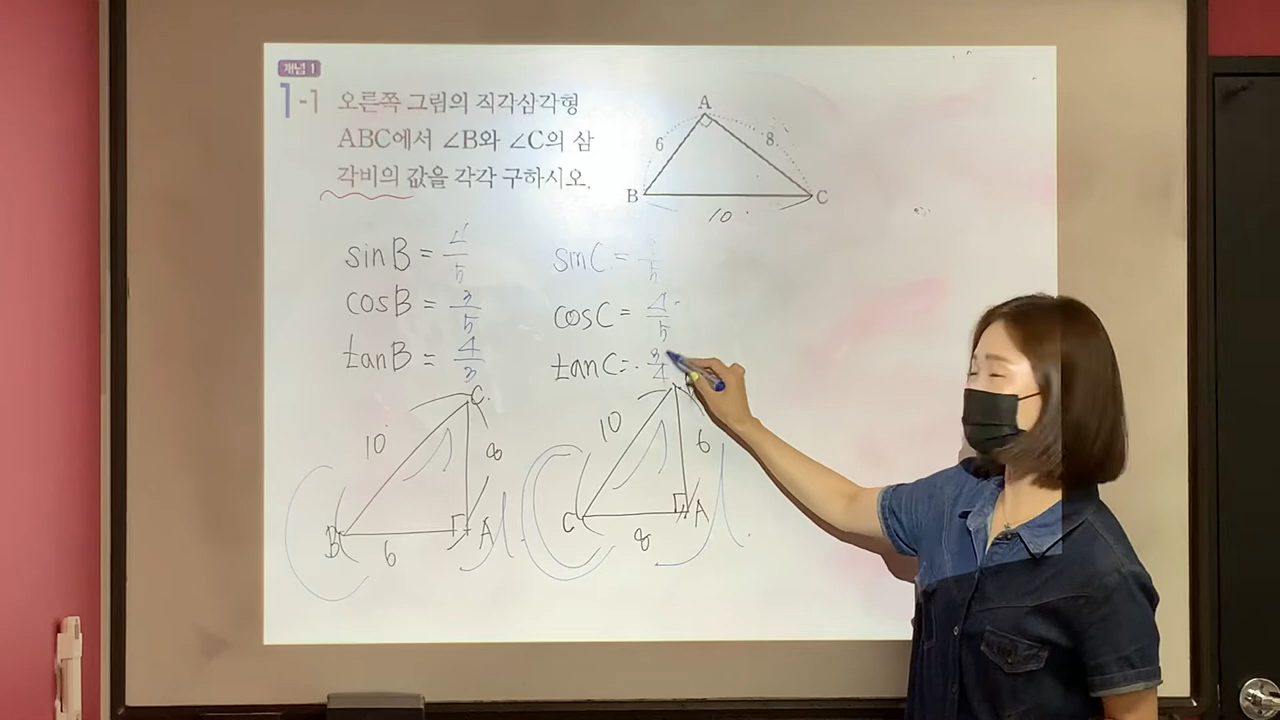 개념 1
1-1 오른쪽 그림의 직각삼각형
ABC에서 ∠B와 ∠C의 삼
각비의 값을 각각 구하시오.
A
6
8
B
C
10
sinB = 4/5
cosB = 3/5
tanB = 4/3
sinC = /5
cosC = 4/5
tanC = 3/4
C
10
8
B
6
A
10
6
C
8
A